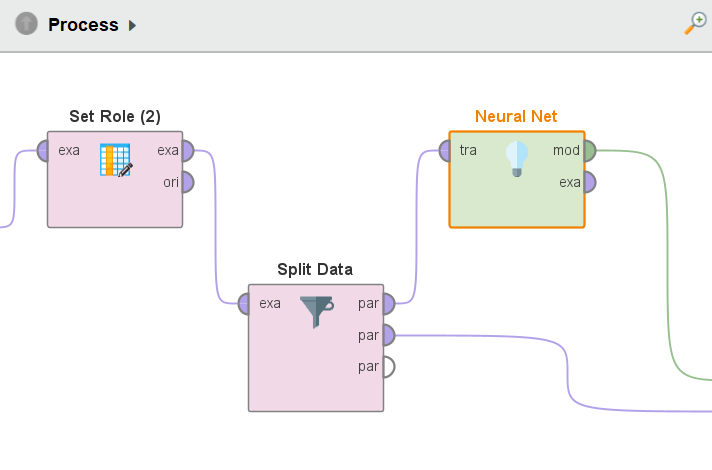 Process
Set Role (2)
exa
exa
ori
Neural Net
tra
mod
exa
Split Data
exa
par
par
par